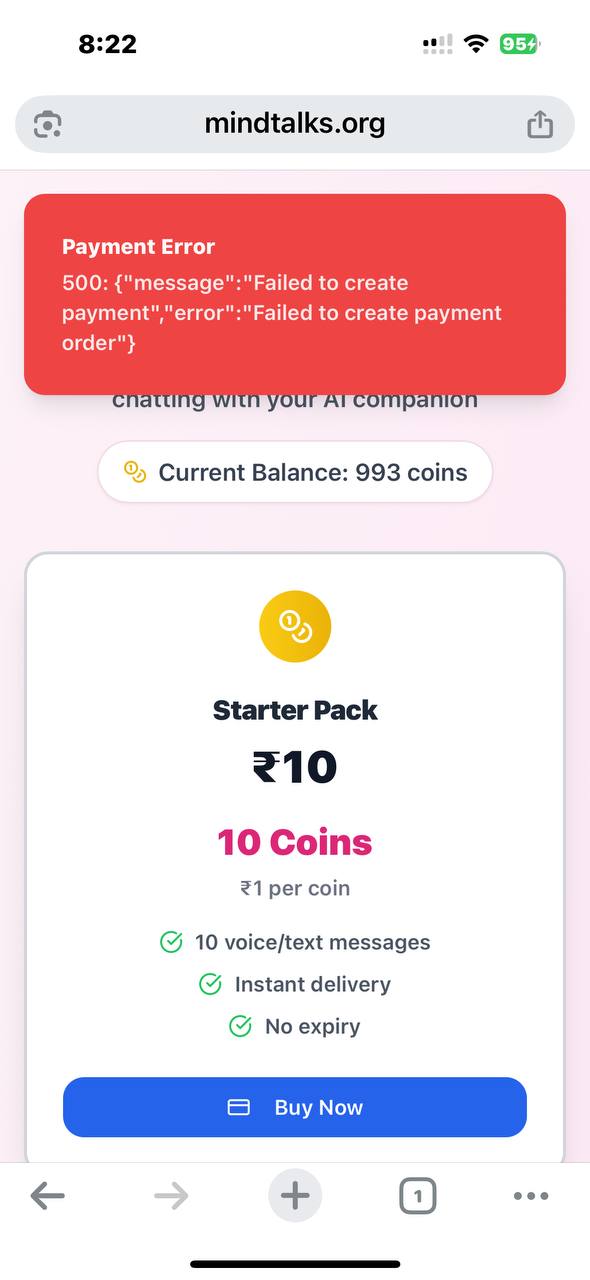 8:22
95
mindtalks.org
Payment Error
500: {"message":"Failed to create
payment","error":"Failed to create payment
order"}
chatting with your AI companion
Current Balance: 993 coins
Starter Pack
₹10
10 Coins
₹1 per coin
10 voice/text messages
Instant delivery
No expiry
Buy Now
1